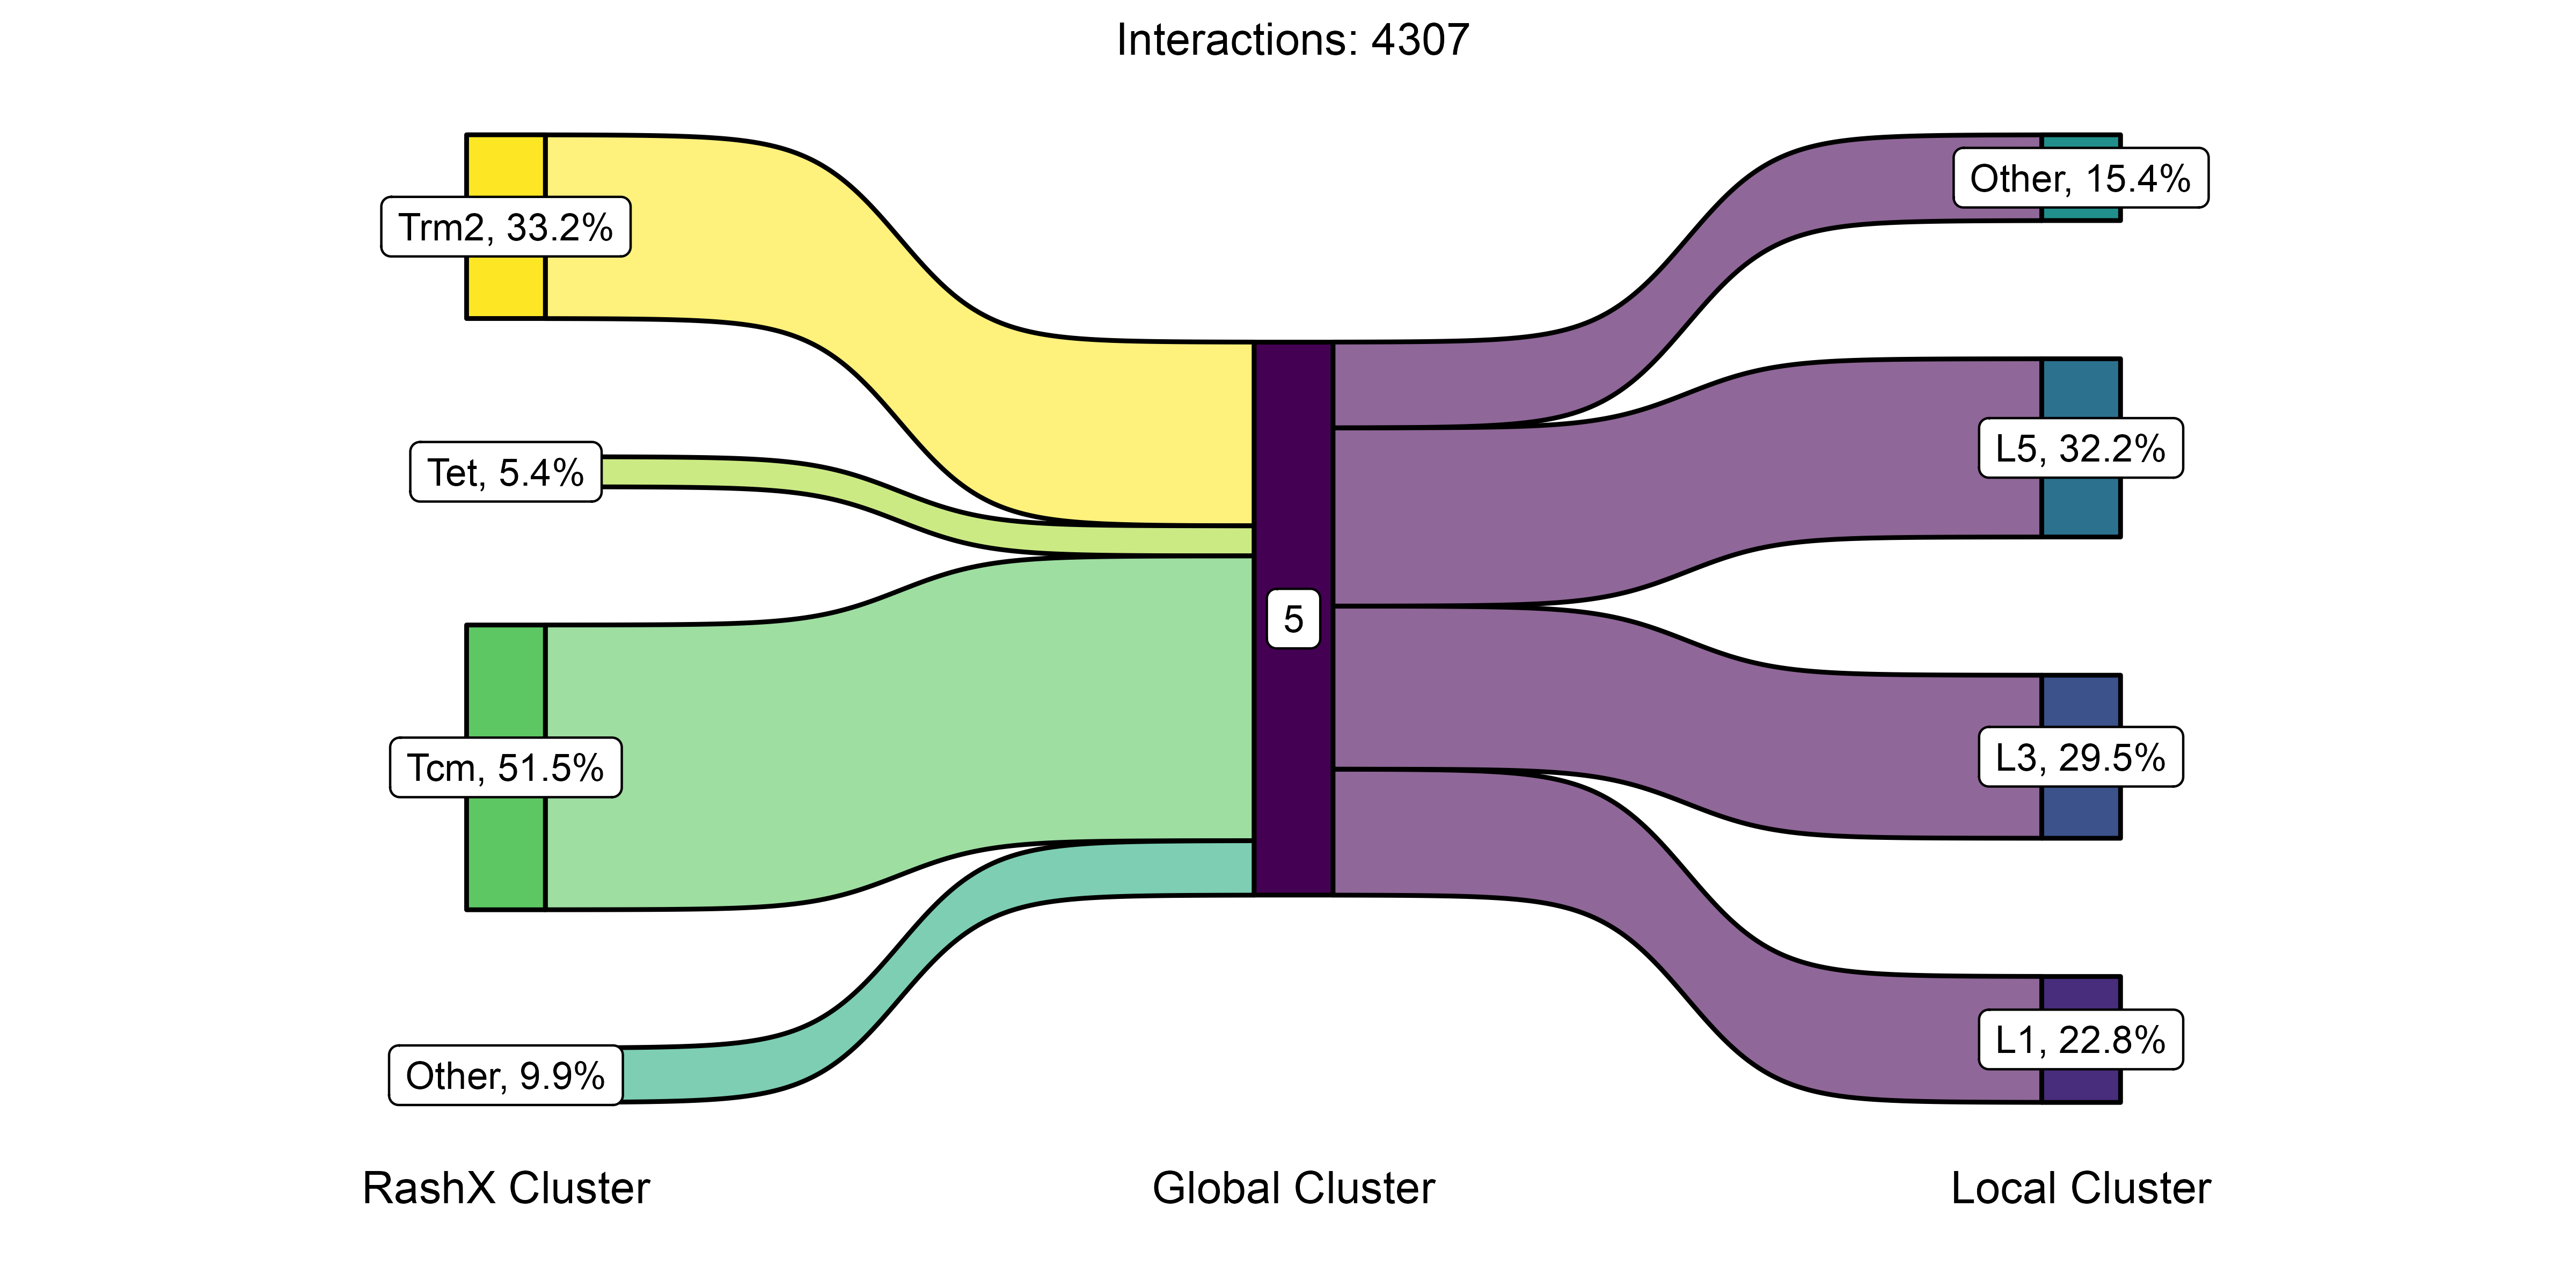 Interactions: 4307
Trm2, 33.2%
Tet, 5.4%
Tcm, 51.5%
Other, 9.9%
5
Other, 15.4%
L5, 32.2%
L3, 29.5%
L1, 22.8%
RashX Cluster
Global Cluster
Local Cluster